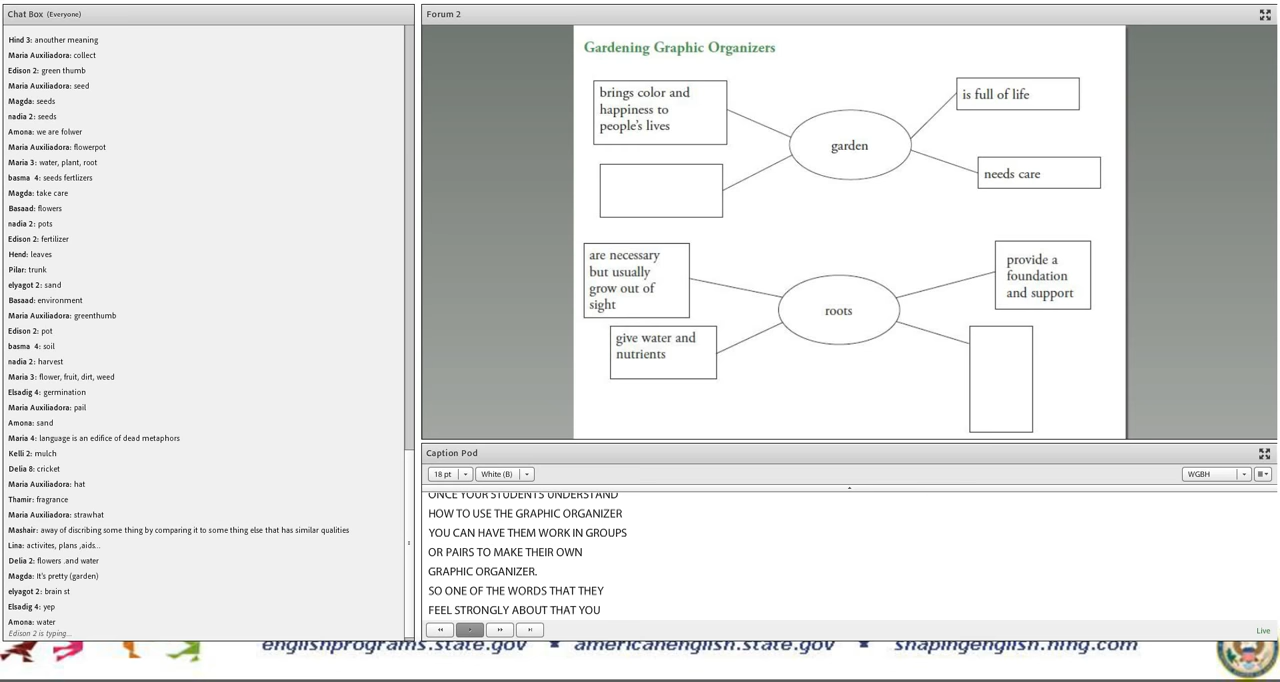 Chat Box (Everyone)
Hind 3: anouther meaning
Maria Auxiliadora: collect
Edison 2: green thumb
Maria Auxiliadora: seed
Magda: seeds
nadia 2: seeds
Amona: we are folwer
Maria Auxiliadora: flowerpot
Maria 3: water, plant, root
basma 4: seeds fertlizers
Magda: take care
Basaad: flowers
nadia 2: pots
Edison 2: fertilizer
Hend: leaves
Pilar: trunk
elyagot 2: sand
Basaad: environment
Maria Auxiliadora: greenthumb
Edison 2: pot
basma 4: soil
nadia 2: harvest
Maria 3: flower, fruit, dirt, weed
Elsadig 4: germination
Maria Auxiliadora: pail
Amona: sand
Maria 4: language is an edifice of dead metaphors
Kelli 2: mulch
Delia 8: cricket
Maria Auxiliadora: hat
Thamir: fragrance
Maria Auxiliadora: strawhat
Mashair: away of discribing some thing by comparing it to some thing else that has similar qualities
Lina: activites, plans ,aids...
Delia 2: flowers .and water
Magda: It's pretty (garden)
elyagot 2: brain st
Elsadig 4: yep
Amona: water
Edison 2 is typing...
Forum 2
Gardening Graphic Organizers
brings color and
happiness to
people's lives
garden
is full of life
needs care
are necessary
but usually
grow out of
sight
give water and
nutrients
roots
provide a
foundation
and support
Caption Pod
18 pt
White (B)
WGBH
ONCE YOUR STUDENTS UNDERSTAND
HOW TO USE THE GRAPHIC ORGANIZER
YOU CAN HAVE THEM WORK IN GROUPS
OR PAIRS TO MAKE THEIR OWN
GRAPHIC ORGANIZER.
SO ONE OF THE WORDS THAT THEY
FEEL STRONGLY ABOUT THAT YOU
Live
englishprograms.state.gov americanenglish.state.gov shapingenglish.ning.com